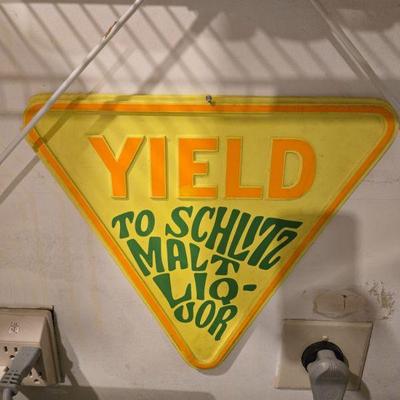 YIELD
TO SCHLITZ
MALT
LIQ-
UOR